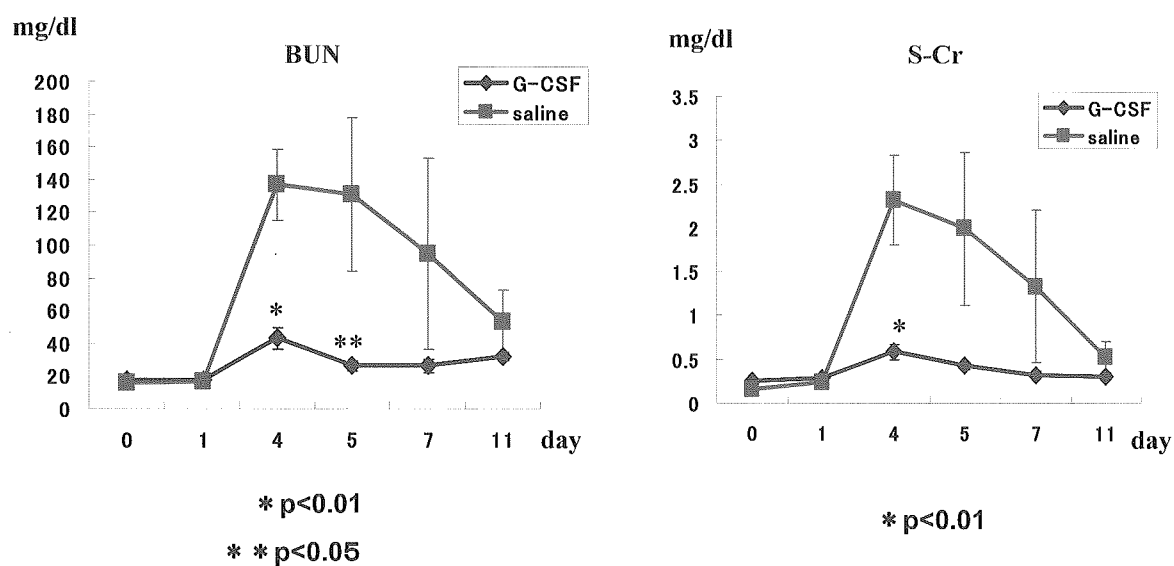 mg/dl
BUN
G-CSF
saline
200
180
160
140
120
100
80
60
40
20
0
*
**
0 1 4 5 7 11 day
* p<0.01
* * p<0.05
mg/dl
S-Cr
G-CSF
saline
3.5
3
2.5
2
1.5
1
0.5
0
*
0 1 4 5 7 11 day
* p<0.01